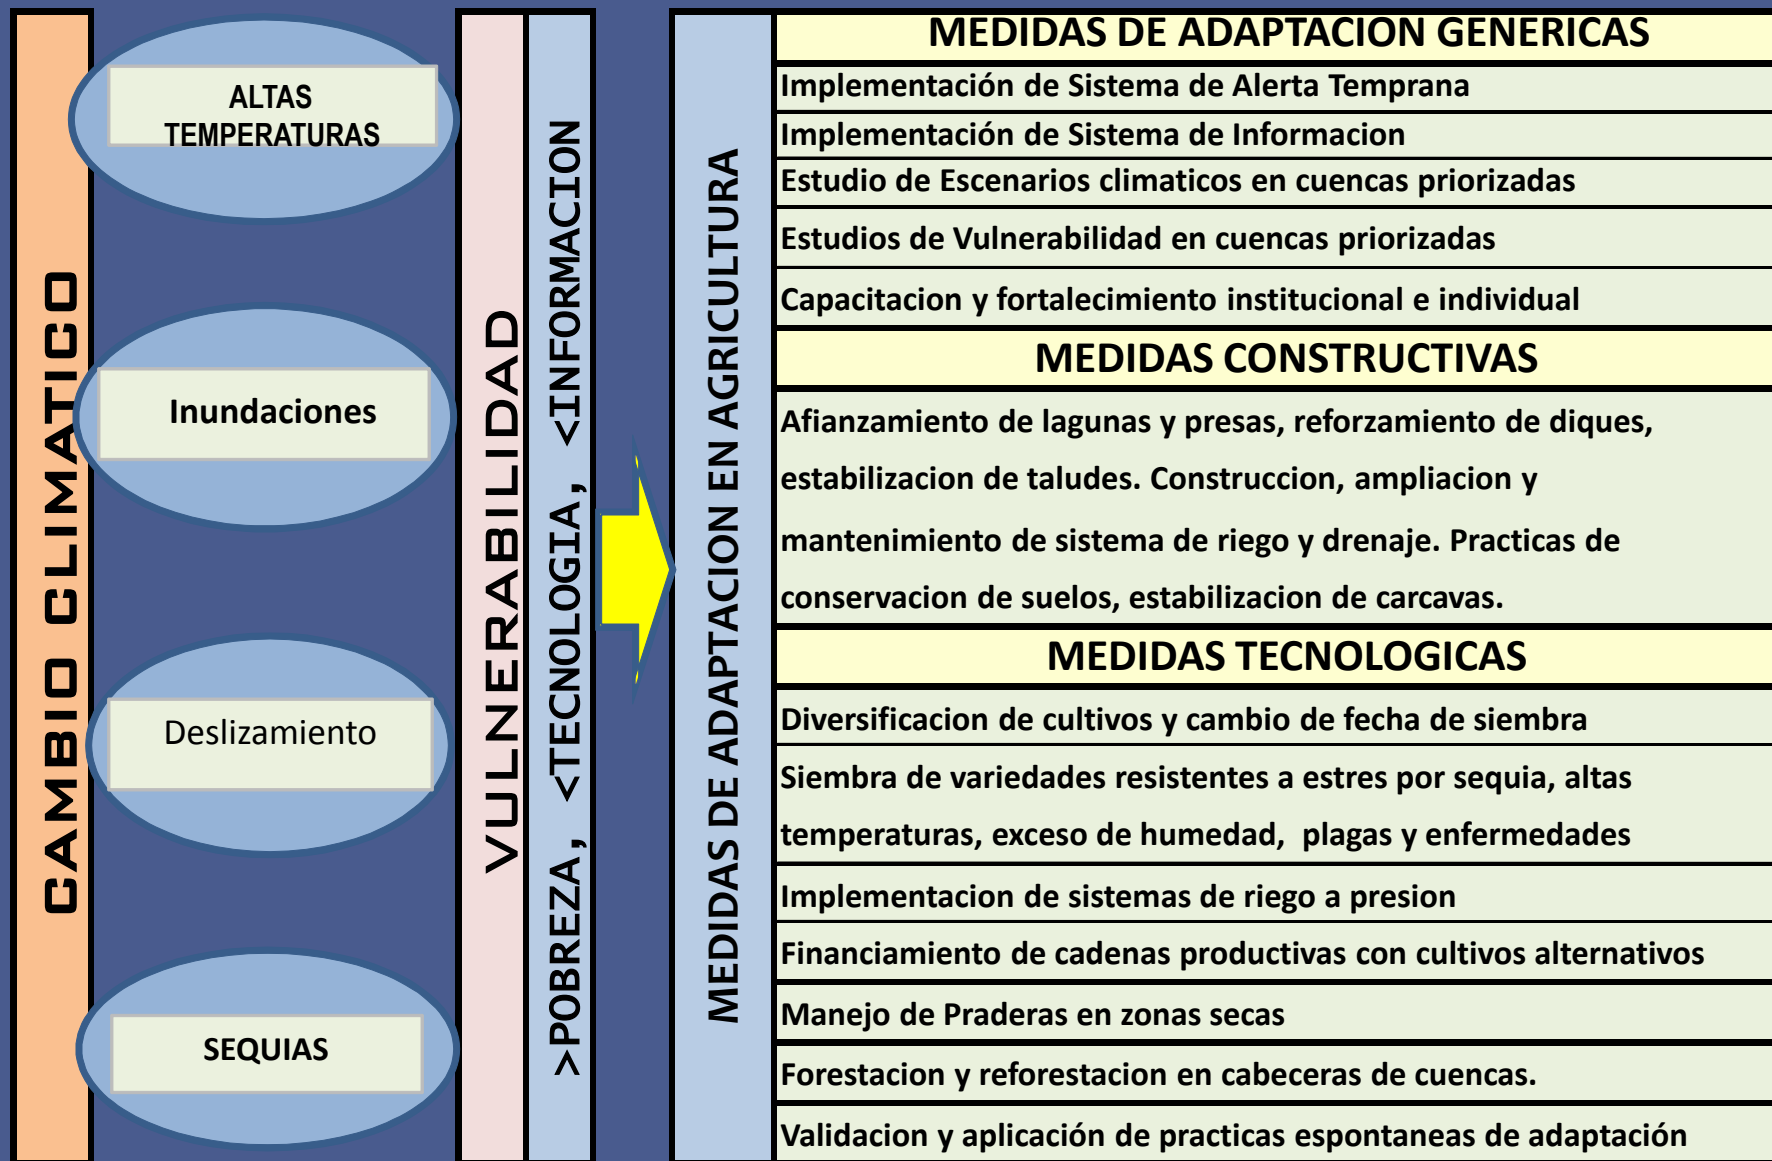 CAMBIO CLIMATICO
ALTAS
TEMPERATURAS
Inundaciones
Deslizamiento
SEQUIAS
VULNERABILIDAD
>POBREZA, <TECNOLOGIA, <INFORMACION
MEDIDAS DE ADAPTACION EN AGRICULTURA
MEDIDAS DE ADAPTACION GENERICAS
Implementación de Sistema de Alerta Temprana
Implementación de Sistema de Informacion
Estudio de Escenarios climaticos en cuencas priorizadas
Estudios de Vulnerabilidad en cuencas priorizadas
Capacitacion y fortalecimiento institucional e individual
MEDIDAS CONSTRUCTIVAS
Afianzamiento de lagunas y presas, reforzamiento de diques,
estabilizacion de taludes. Construccion, ampliacion y
mantenimiento de sistema de riego y drenaje. Practicas de
conservacion de suelos, estabilizacion de carcavas.
MEDIDAS TECNOLOGICAS
Diversificacion de cultivos y cambio de fecha de siembra
Siembra de variedades resistentes a estres por sequia, altas
temperaturas, exceso de humedad,  plagas y enfermedades
Implementacion de sistemas de riego a presion
Financiamiento de cadenas productivas con cultivos alternativos
Manejo de Praderas en zonas secas
Forestacion y reforestacion en cabeceras de cuencas.
Validacion y aplicación de practicas espontaneas de adaptación